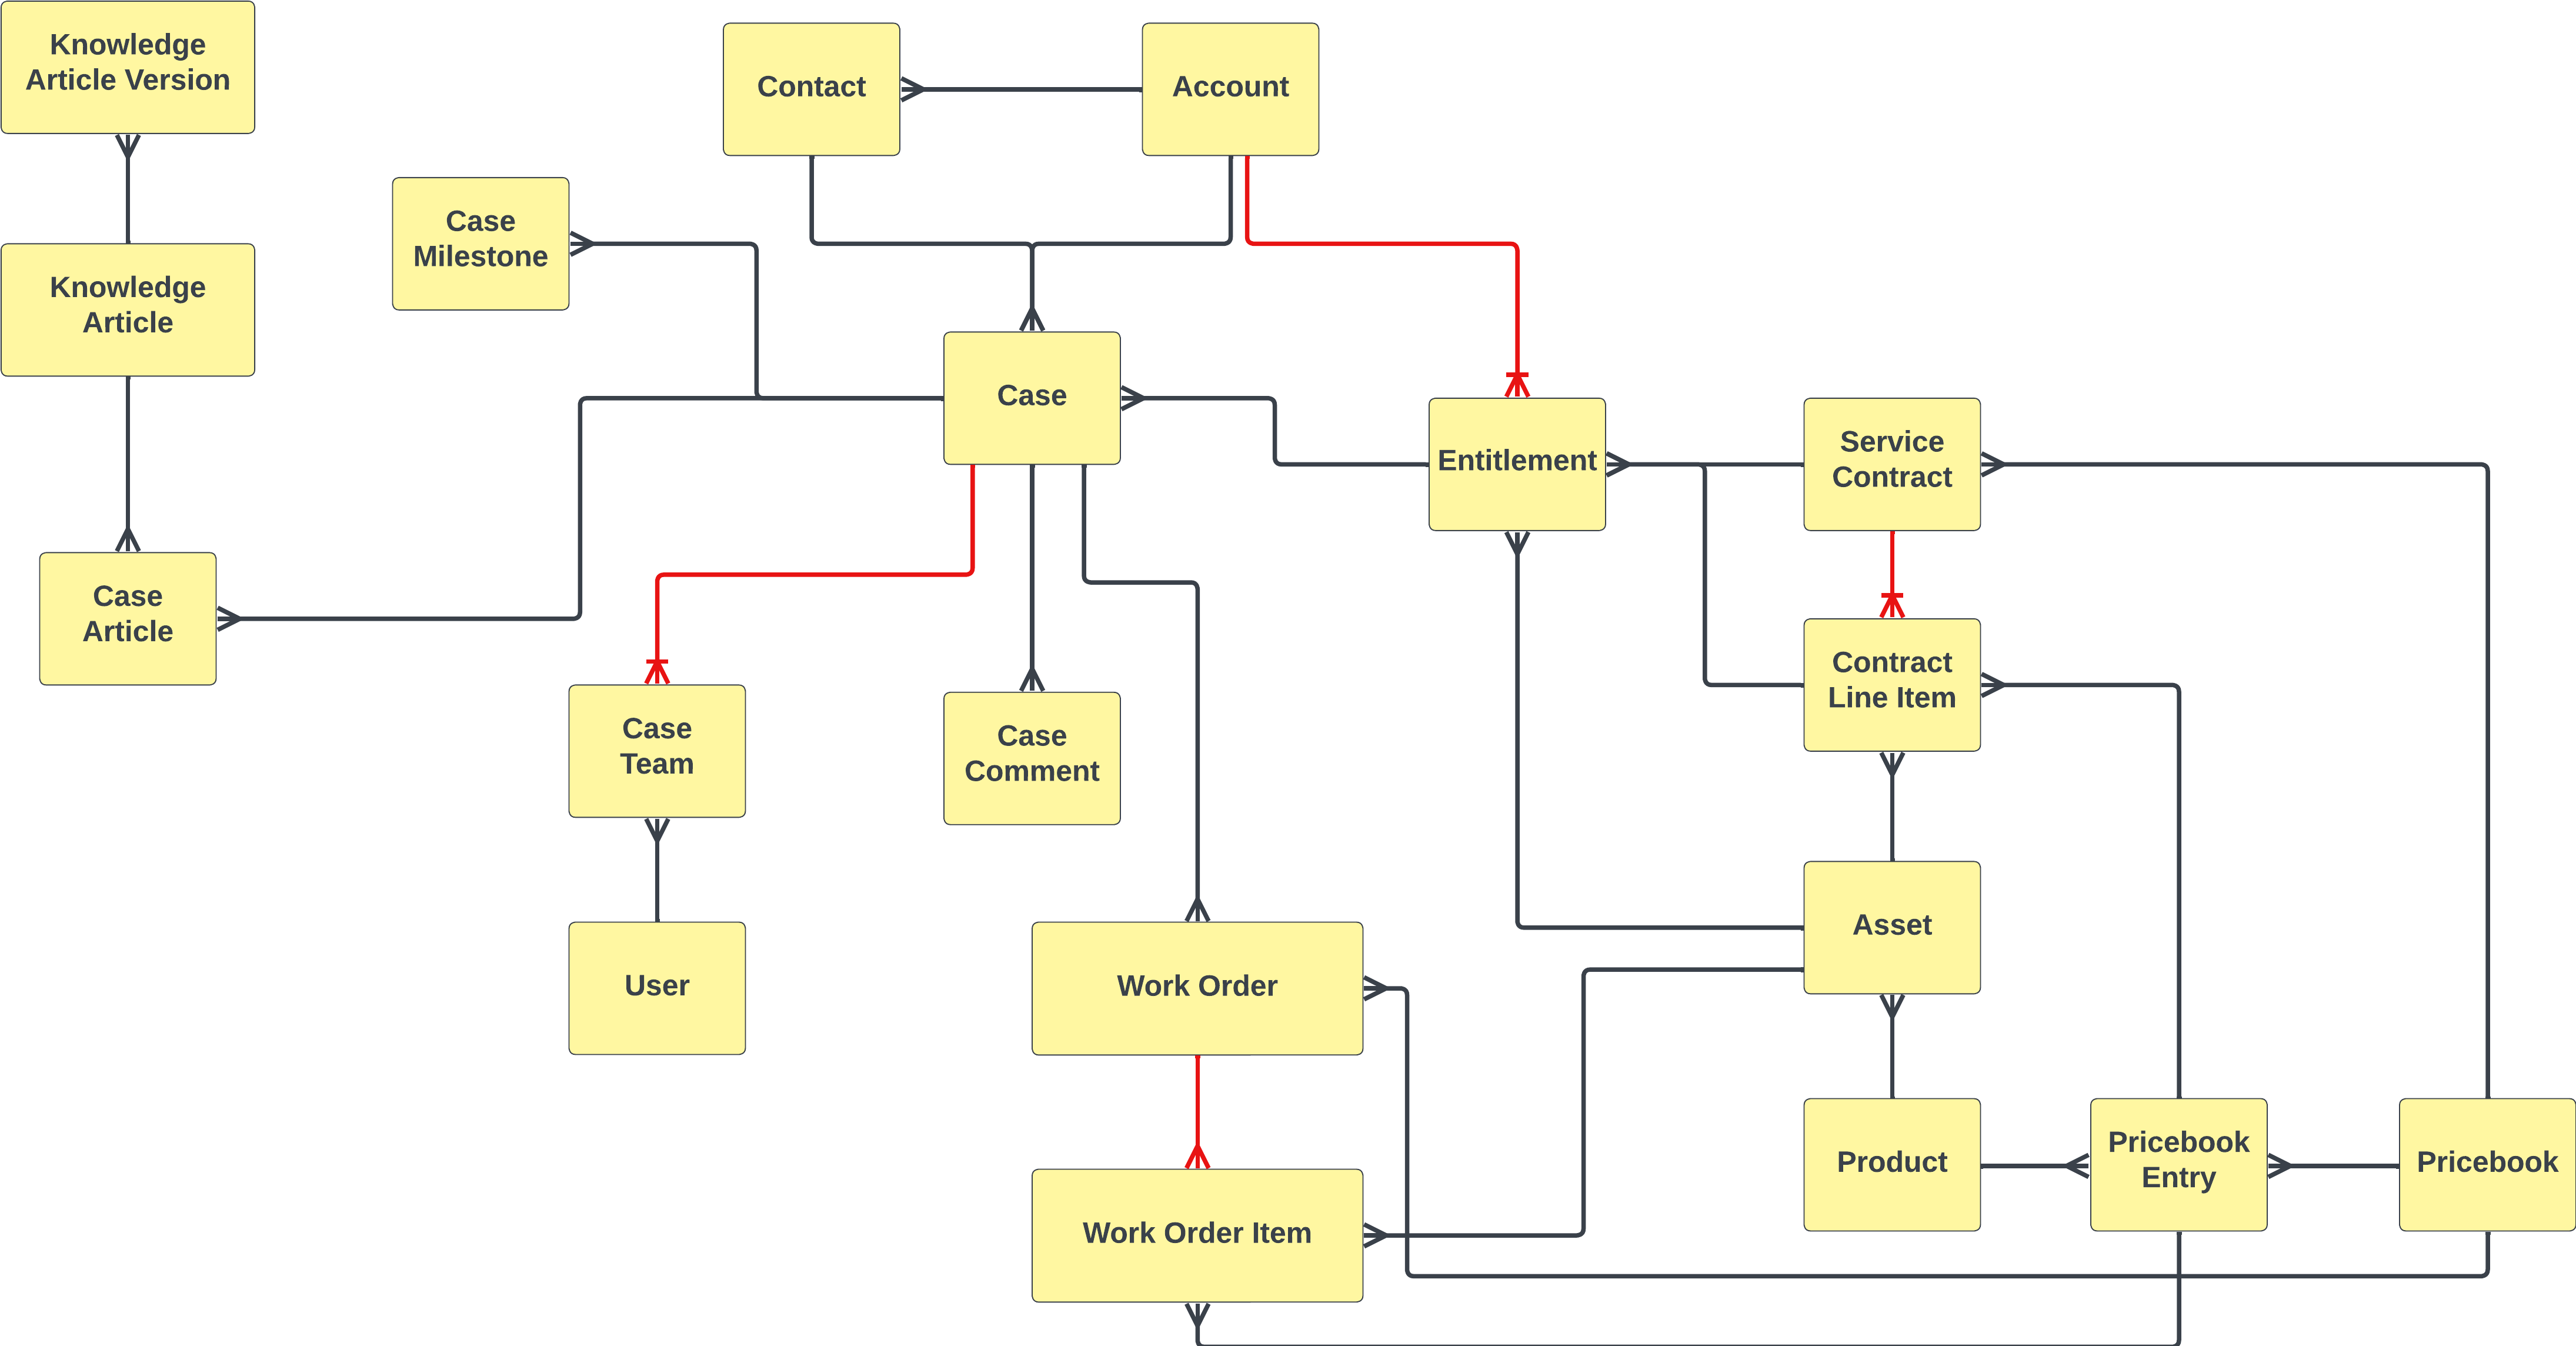 Knowledge
Article Version
Contact
Account
Case
Milestone
Knowledge
Article
Case
Entitlement
Service
Contract
Case
Article
Contract
Line Item
Case
Team
Case
Comment
Asset
User
Work Order
Product
Pricebook
Entry
Pricebook
Work Order Item